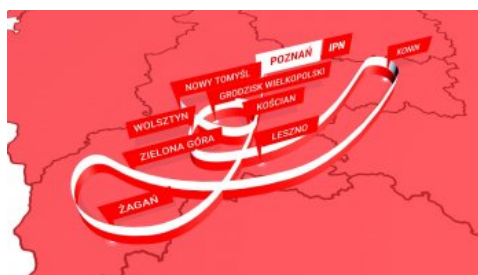 POZNAŃ IPN
KONIN
NOWY TOMYŚL
GRODZISK WIELKOPOLSKI
KOŚCIAN
WOLSZTYN
LESZNO
ZIELONA GÓRA
ŻAGAŃ